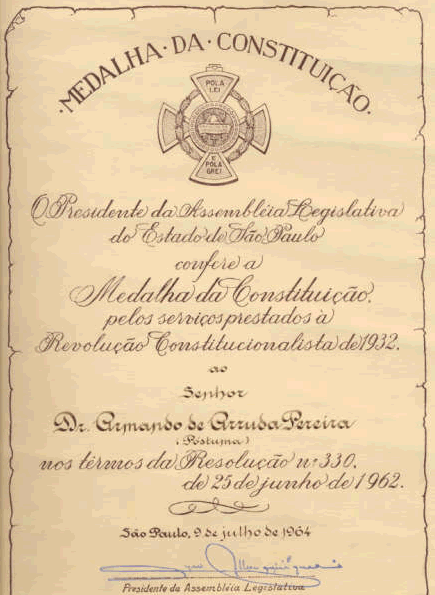 ·MEDALHA·DA·CONSTITUIÇÃO·
POLA
LEI
E
POLA
GREI
O Presidente da Assembléia Legislativa
do Estado de São Paulo
confere a
Medalha da Constituição,
pelos serviços prestados à
Revolução Constitucionalista de 1932,
ao
Senhor
Dr. Armando de Arruda Pereira
(Póstuma)
nos têrmos da Resolução nº 330,
de 25 de junho de 1962.
São Paulo, 9 de julho de 1964
Presidente da Assembléia Legislativa